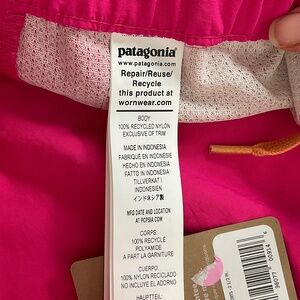 patagonia®
www.patagonia.com
Repair/Reuse/
Recycle
this product at
wornwear.com
BODY:
100% RECYCLED NYLON
EXCLUSIVE OF TRIM
MADE IN INDONESIA
FABRIQUÉ EN INDONÉSIE
HECHO EN INDONESIA
FATTO IN INDONESIA
TILLVERKAT I
INDONESIEN
インドネシア製
MFG DATE AND LOCATION
AT PCPSIA.COM
CORPS:
100% RECYCLÉ
POLYAMIDE
À PART LA GARNITURE
CUERPO:
100% NYLON RECICLADO
NO INCLUYE EL ADORNO
HAUPTTEIL: